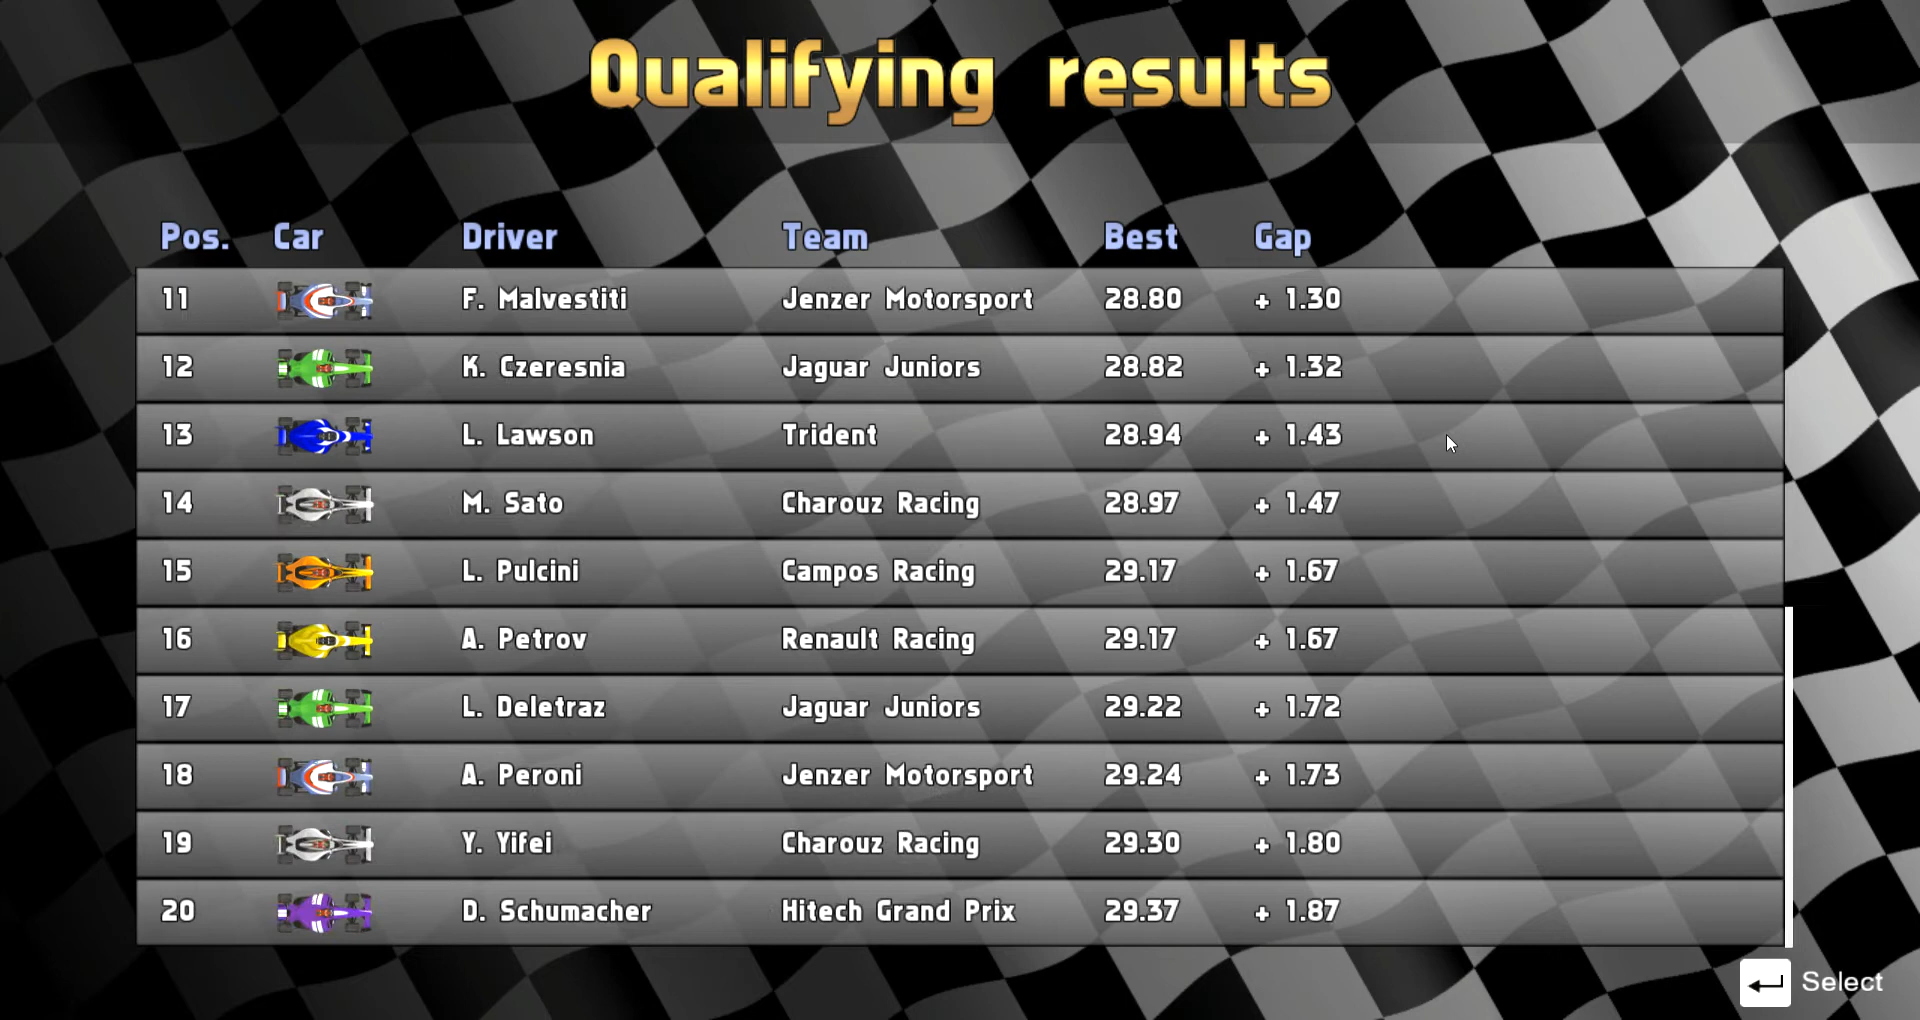 Qualifying results
Pos. Car Driver Team Best Gap
11 F. Malvestiti Jenzer Motorsport 28.80 + 1.30
12 K. Czeresnia Jaguar Juniors 28.82 + 1.32
13 L. Lawson Trident 28.94 + 1.43
14 M. Sato Charouz Racing 28.97 + 1.47
15 L. Pulcini Campos Racing 29.17 + 1.67
16 A. Petrov Renault Racing 29.17 + 1.67
17 L. Deletraz Jaguar Juniors 29.22 + 1.72
18 A. Peroni Jenzer Motorsport 29.24 + 1.73
19 Y. Yifei Charouz Racing 29.30 + 1.80
20 D. Schumacher Hitech Grand Prix 29.37 + 1.87
Select